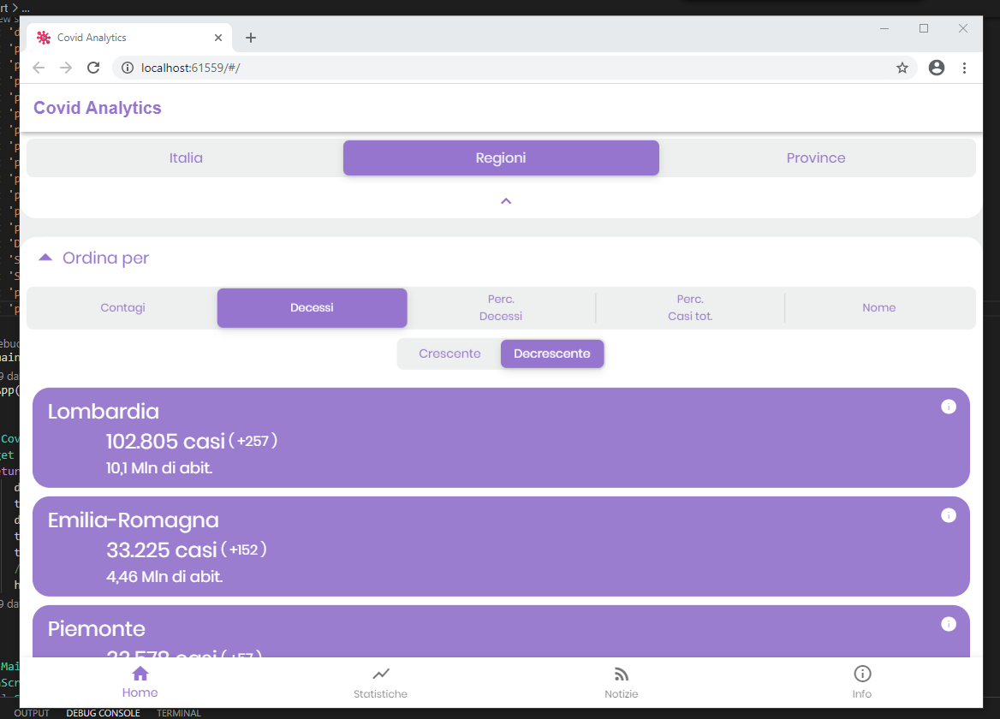 Covid Analytics
localhost:61559/#/
Covid Analytics
Italia Regioni Province
Ordina per
Contagi Decessi Perc. Decessi Perc. Casi tot. Nome
Crescente Decrescente
Lombardia
102.805 casi ( +257 )
10,1 Mln di abit.
Emilia-Romagna
33.225 casi ( +152 )
4,46 Mln di abit.
Piemonte
Home Statistiche Notizie Info
OUTPUT DEBUG CONSOLE TERMINAL